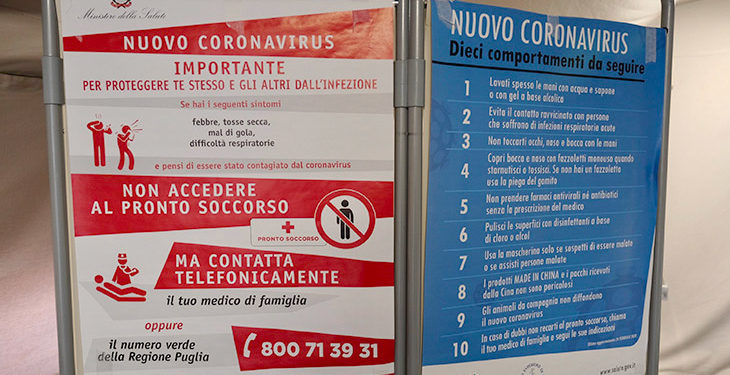 Ministero della Salute
NUOVO CORONAVIRUS
IMPORTANTE
PER PROTEGGERE TE STESSO E GLI ALTRI DALL'INFEZIONE
Se hai i seguenti sintomi
febbre, tosse secca,
mal di gola,
difficoltà respiratorie
e pensi di essere stato contagiato dal coronavirus
NON ACCEDERE
AL PRONTO SOCCORSO
PRONTO SOCCORSO
MA CONTATTA
TELEFONICAMENTE
il tuo medico di famiglia
oppure
il numero verde
della Regione Puglia
800 71 39 31
NUOVO CORONAVIRUS
Dieci comportamenti da seguire
1 Lavati spesso le mani con acqua e sapone
o con gel a base alcolica
2 Evita il contatto ravvicinato con persone
che soffrono di infezioni respiratorie acute
3 Non toccarti occhi, naso e bocca con le mani
4 Copri bocca e naso con fazzoletti monouso quando
starnutisci o tossisci. Se non hai un fazzoletto
usa la piega del gomito
5 Non prendere farmaci antivirali né antibiotici
senza la prescrizione del medico
6 Pulisci le superfici con disinfettanti a base
di cloro o alcol
7 Usa la mascherina solo se sospetti di essere malato
o se assisti persone malate
8 I prodotti MADE IN CHINA e i pacchi ricevuti
dalla Cina non sono pericolosi
9 Gli animali da compagnia non diffondono
il nuovo coronavirus
10 In caso di dubbi non recarti al pronto soccorso, chiama
il tuo medico di famiglia e segui le sue indicazioni
Ultimo aggiornamento 24 FEBBRAIO 2020
www.salute.gov.it